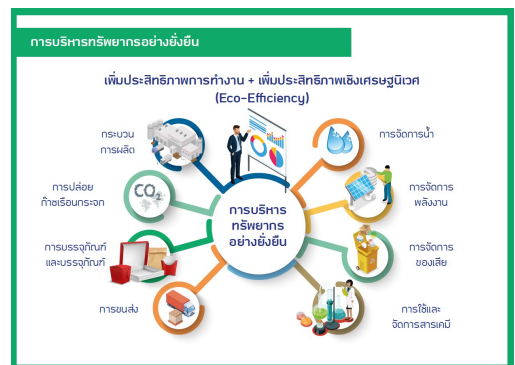 การบริหารทรัพยากรอย่างยั่งยืน
เพิ่มประสิทธิภาพการทำงาน + เพิ่มประสิทธิภาพเชิงเศรษฐนิเวศ
(Eco-Efficiency)
กระบวน
การผลิต
การจัดการน้ำ
การปล่อย
ก๊าซเรือนกระจก
CO2
การจัดการ
พลังงาน
การบริหาร
ทรัพยากร
อย่างยั่งยืน
การบรรจุภัณฑ์
และบรรจุภัณฑ์
การจัดการ
ของเสีย
การขนส่ง
การใช้และ
จัดการสารเคมี